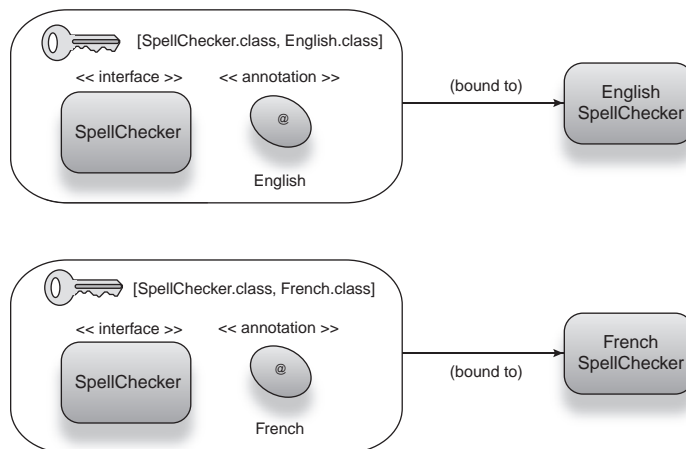 [SpellChecker.class, English.class]
<< interface >>
<< annotation >>
SpellChecker
@
English
(bound to)
English
SpellChecker
[SpellChecker.class, French.class]
<< interface >>
<< annotation >>
SpellChecker
@
French
(bound to)
French
SpellChecker